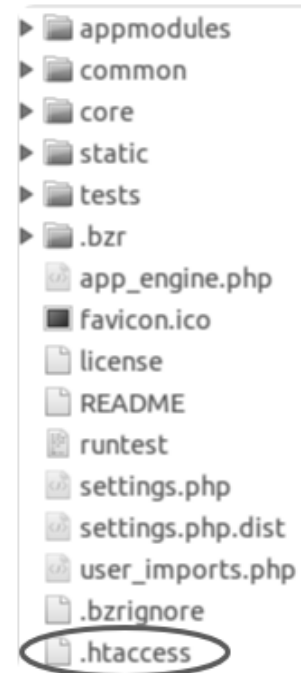 appmodules
common
core
static
tests
.bzr
app_engine.php
favicon.ico
license
README
runtest
settings.php
settings.php.dist
user_imports.php
.bzrignore
.htaccess